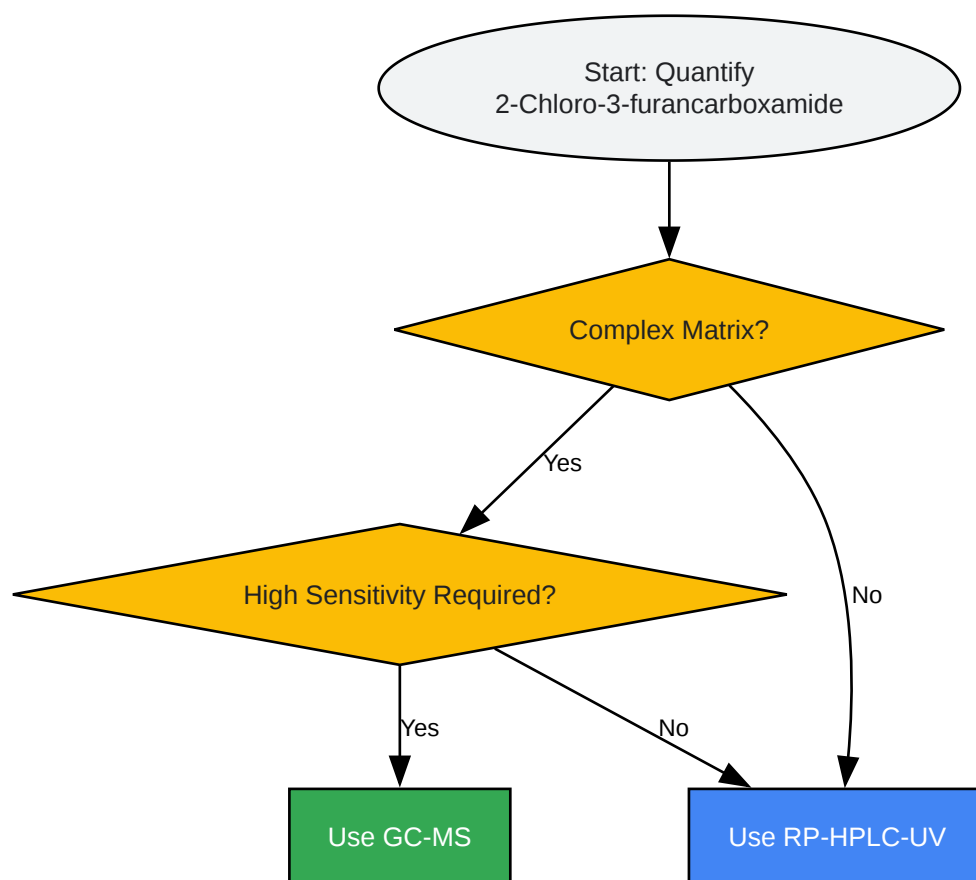 Start: Quantify
2-Chloro-3-furancarboxamide
Complex Matrix?
Yes
High Sensitivity Required?
No
Yes
No
Use GC-MS
Use RP-HPLC-UV